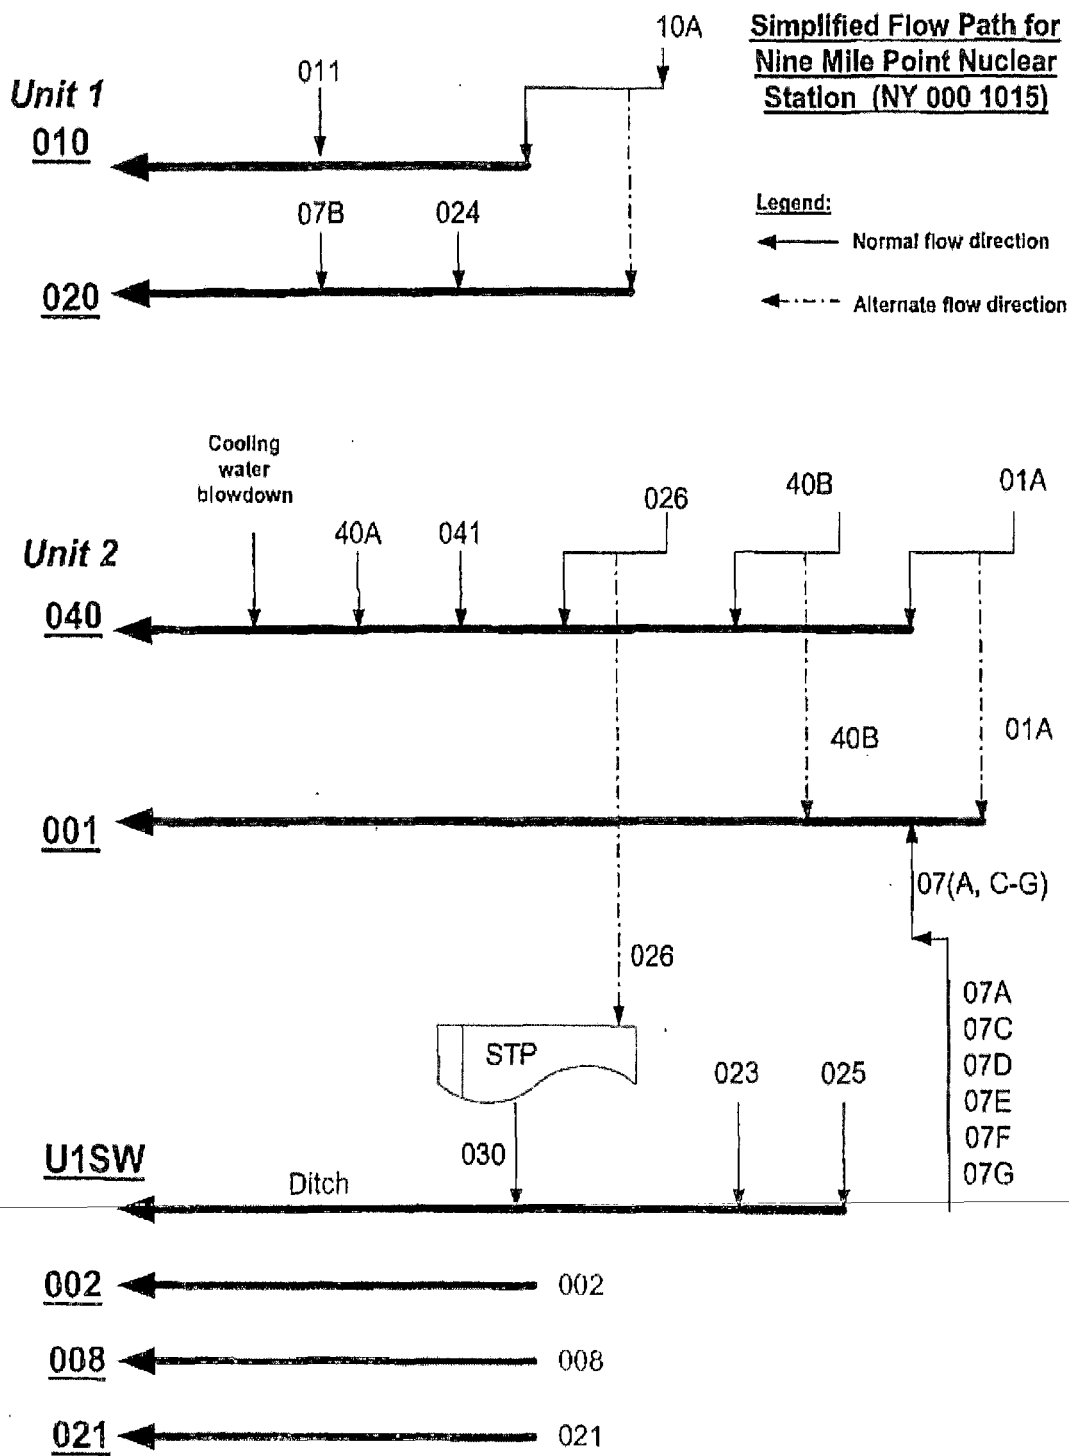 Simplified Flow Path for
Nine Mile Point Nuclear
Station (NY 000 1015)
10A
Unit 1
011
010
Legend:
07B
024
Normal flow direction
020
Alternate flow direction
Cooling
water
blowdown
026
40B
01A
Unit 2
40A
041
040
40B
01A
001
07(A, C-G)
026
07A
07C
07D
07E
07F
07G
STP
023
025
U1SW
030
Ditch
002
002
008
008
021
021